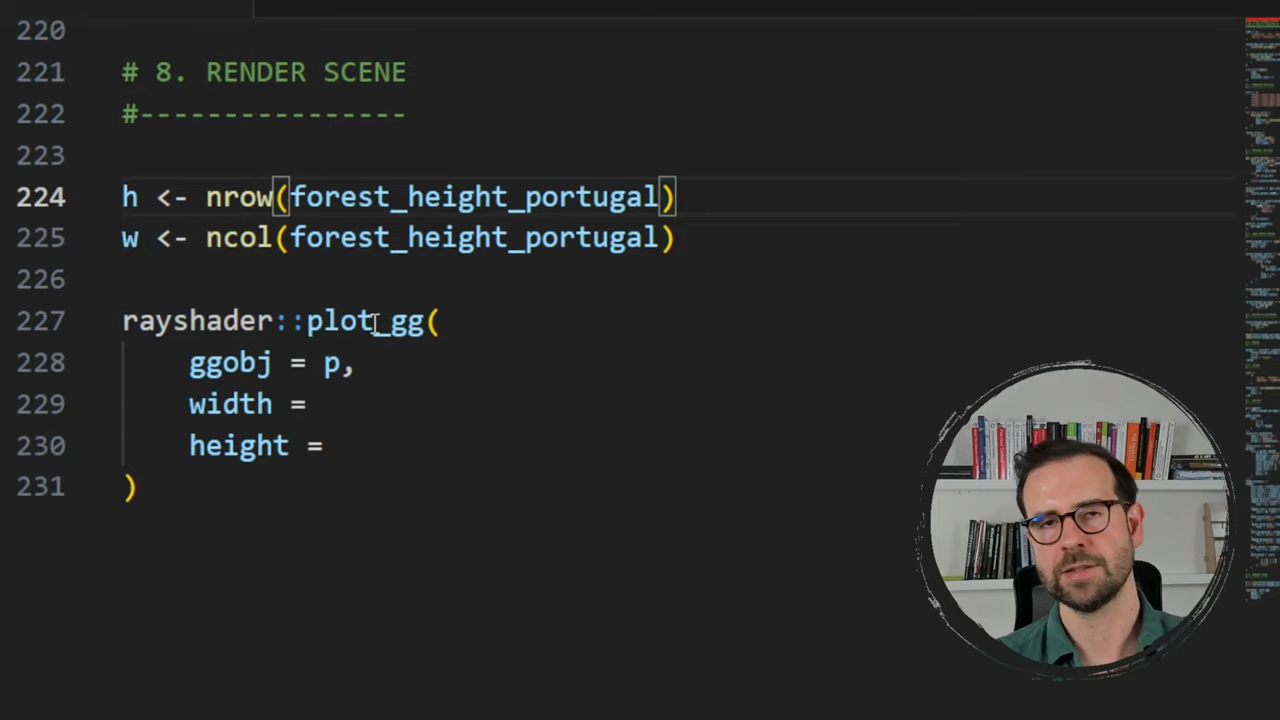 220
221 # 8. RENDER SCENE
222 #----------------
223
224 h <- nrow(forest_height_portugal)
225 w <- ncol(forest_height_portugal)
226
227 rayshader::plot_gg(
228 ggobj = p,
229 width =
230 height =
231 )